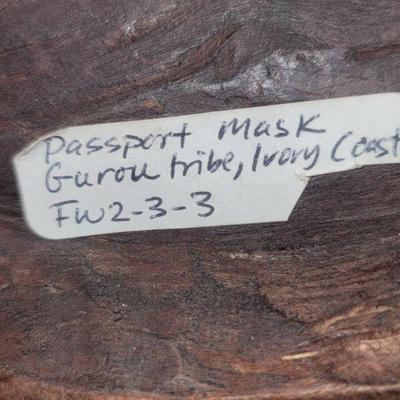 Passport Mask
Gurou tribe, Ivory Coast
FW2-3-3